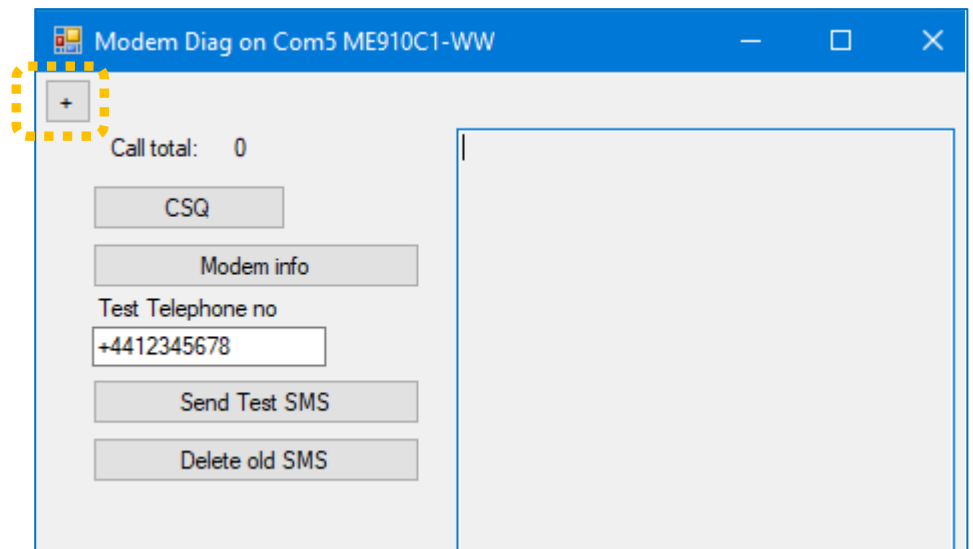 Modem Diag on Com5 ME910C1-WW
+
Call total: 0
CSQ
Modem info
Test Telephone no
+4412345678
Send Test SMS
Delete old SMS